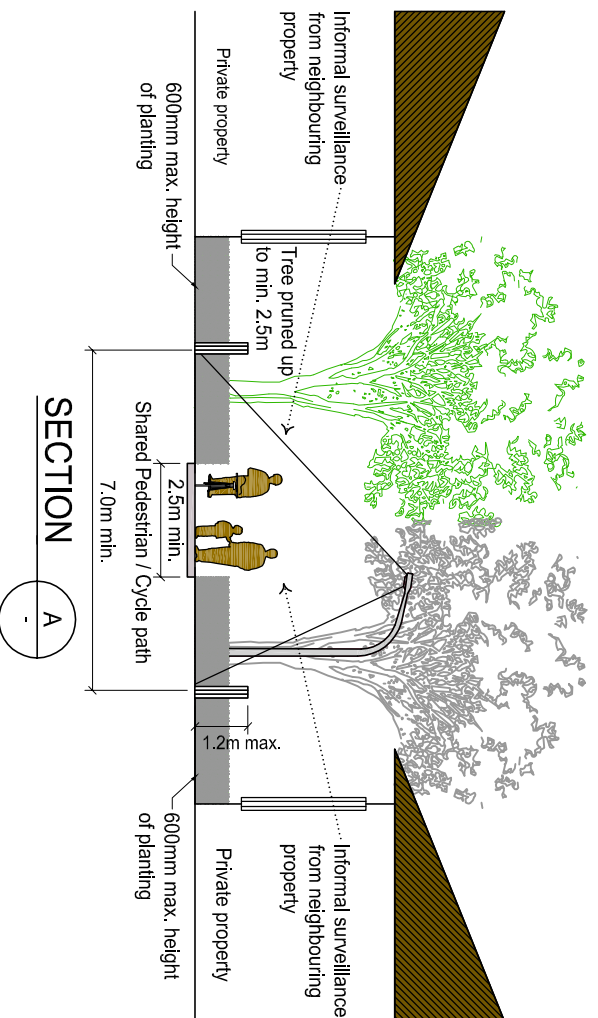 Informal surveillance
from neighbouring
property
Private property
600mm max. height
of planting
Tree pruned up
to min. 2.5m
Shared Pedestrian / Cycle path
2.5m min.
7.0m min.
1.2m max.
Informal surveillance
from neighbouring
property
Private property
600mm max. height
of planting
SECTION
A
-